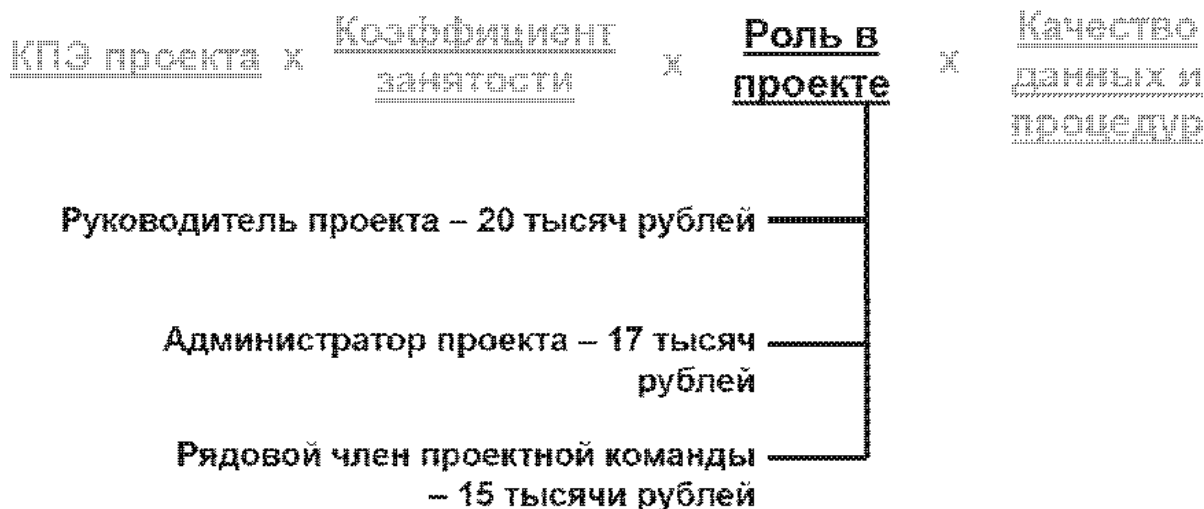 КПЭ проекта x Коэффициент занятости x Роль в проекте x Качество данных и процедур
Руководитель проекта – 20 тысяч рублей
Администратор проекта – 17 тысяч
рублей
Рядовой член проектной команды
– 15 тысячи рублей